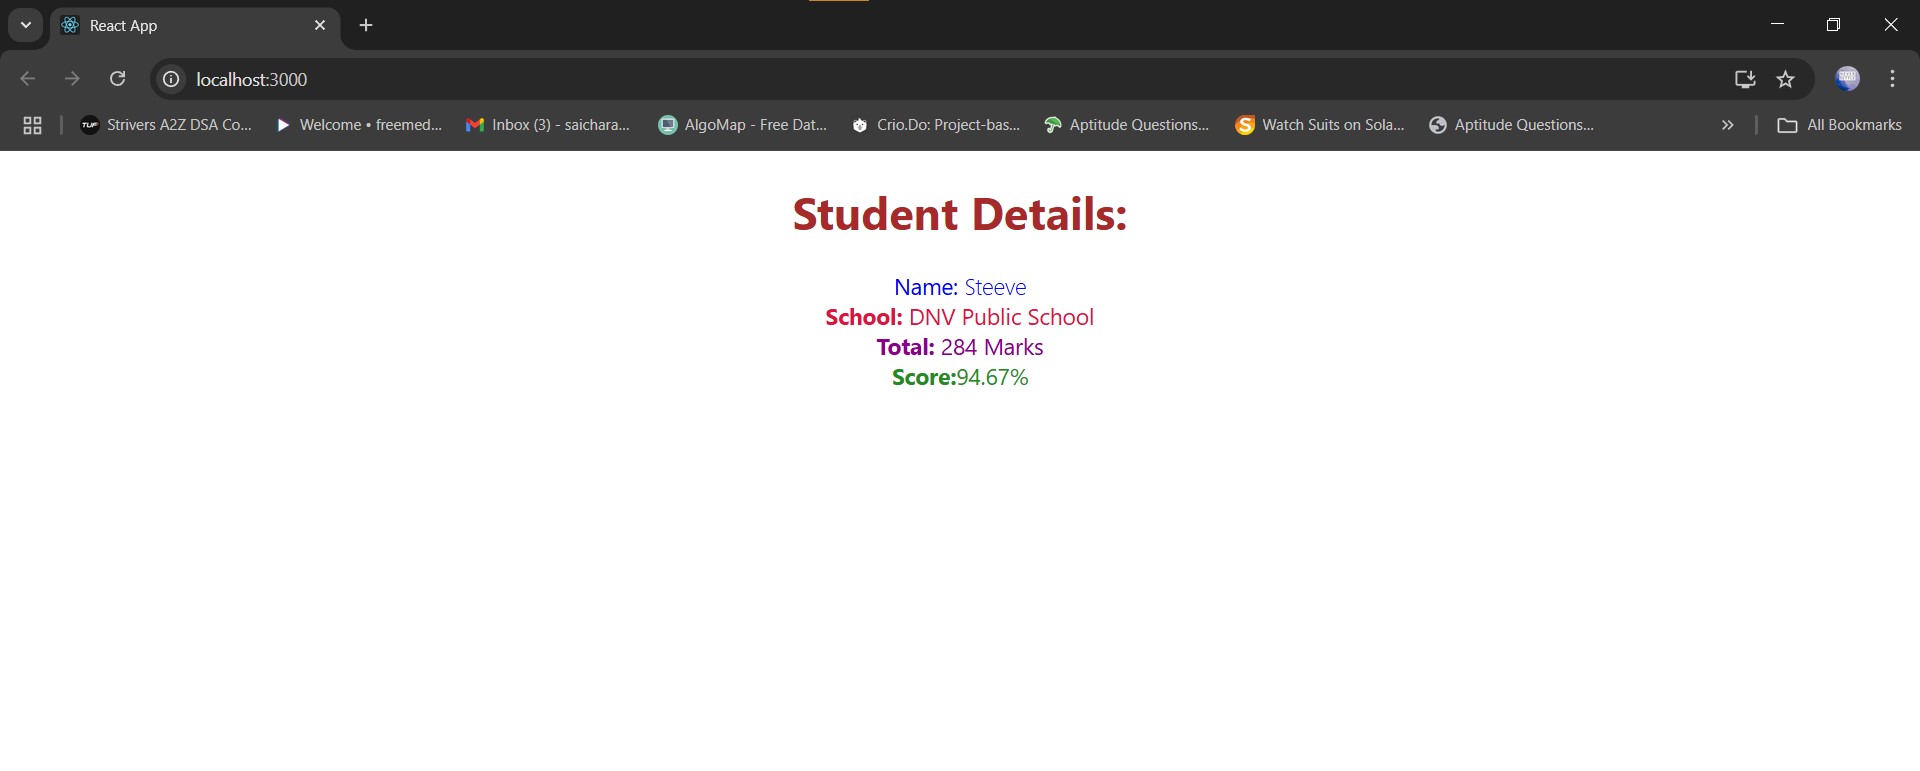 React App
localhost:3000
Strivers A2Z DSA Co... Welcome • freemed... Inbox (3) - saichara... AlgoMap - Free Dat... Crio.Do: Project-bas... Aptitude Questions... Watch Suits on Sola... Aptitude Questions... All Bookmarks
Student Details:
Name: Steeve
School: DNV Public School
Total: 284 Marks
Score:94.67%